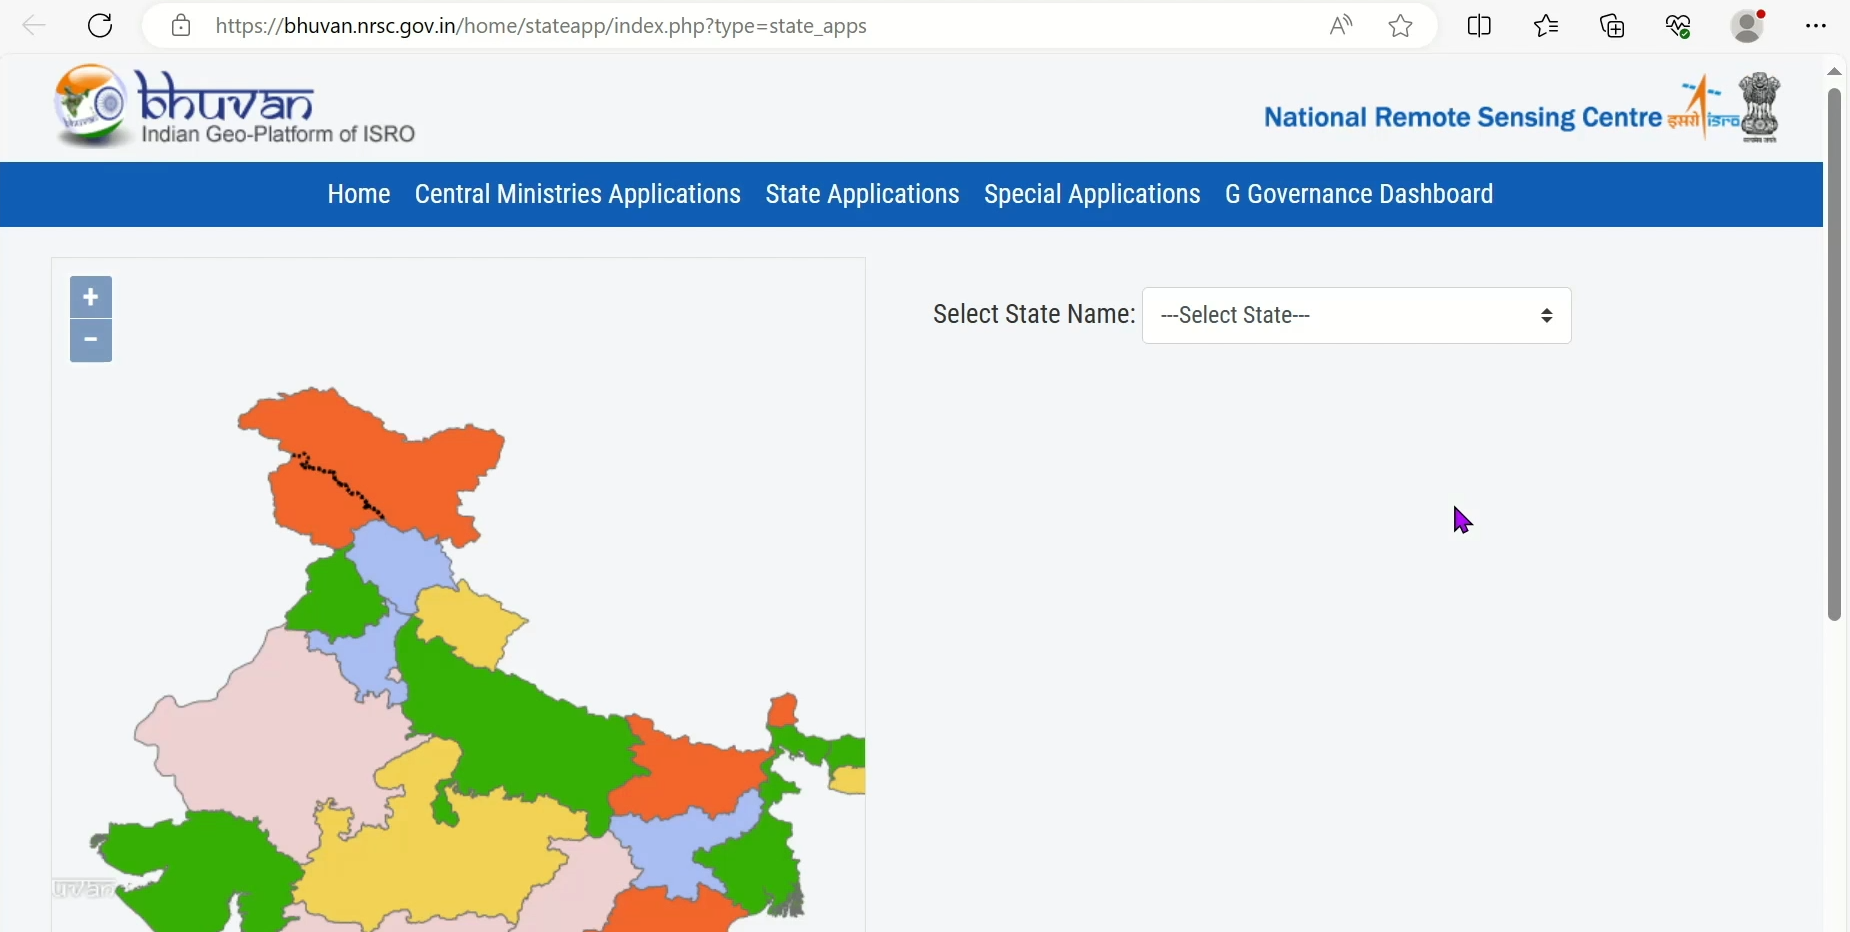 https://bhuvan.nrsc.gov.in/home/stateapp/index.php?type=state_apps
bhuvan
Indian Geo-Platform of ISRO
National Remote Sensing Centre
इसरो isro
Home Central Ministries Applications State Applications Special Applications G Governance Dashboard
+
−
Select State Name: ---Select State---